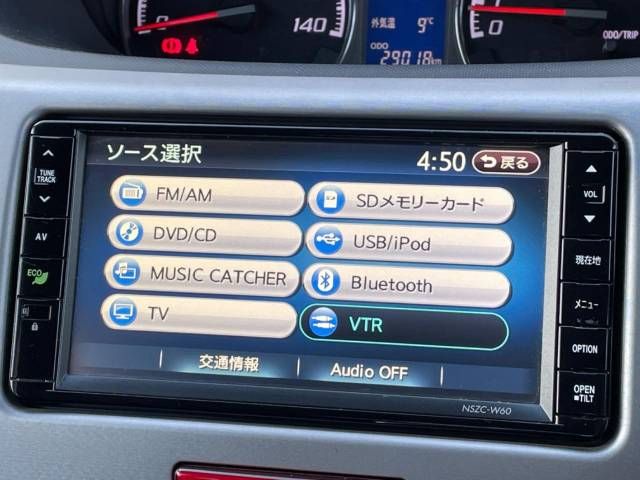 140
外気温
9℃
ODO
29018km
0
ODO/TRIP
ソース選択
4:50
戻る
FM/AM
SDメモリーカード
DVD/CD
USB/iPod
MUSIC CATCHER
Bluetooth
TV
VTR
交通情報
Audio OFF
TUNE
TRACK
AV
ECO
VOL
現在地
メニュー
OPTION
OPEN
TILT
NSZC-W60